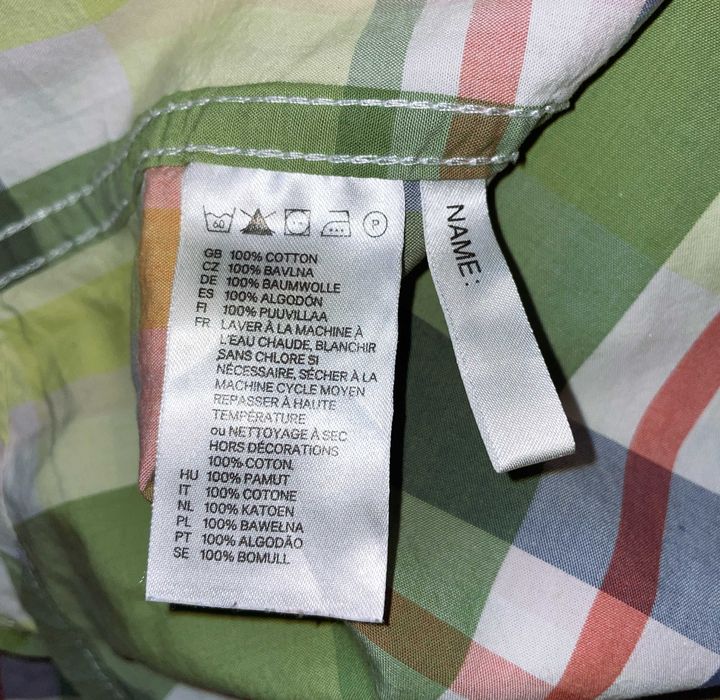 60 P
GB 100% COTTON
CZ 100% BAVLNA
DE 100% BAUMWOLLE
ES 100% ALGODÓN
FI 100% PUUVILLAA
FR LAVER À LA MACHINE À
L'EAU CHAUDE, BLANCHIR
SANS CHLORE SI
NÉCESSAIRE, SÉCHER À LA
MACHINE CYCLE MOYEN
REPASSER À HAUTE
TEMPÉRATURE
ou NETTOYAGE À SEC
HORS DÉCORATIONS
100% COTON.
HU 100% PAMUT
IT 100% COTONE
NL 100% KATOEN
PL 100% BAWEŁNA
PT 100% ALGODÃO
SE 100% BOMULL
NAME: